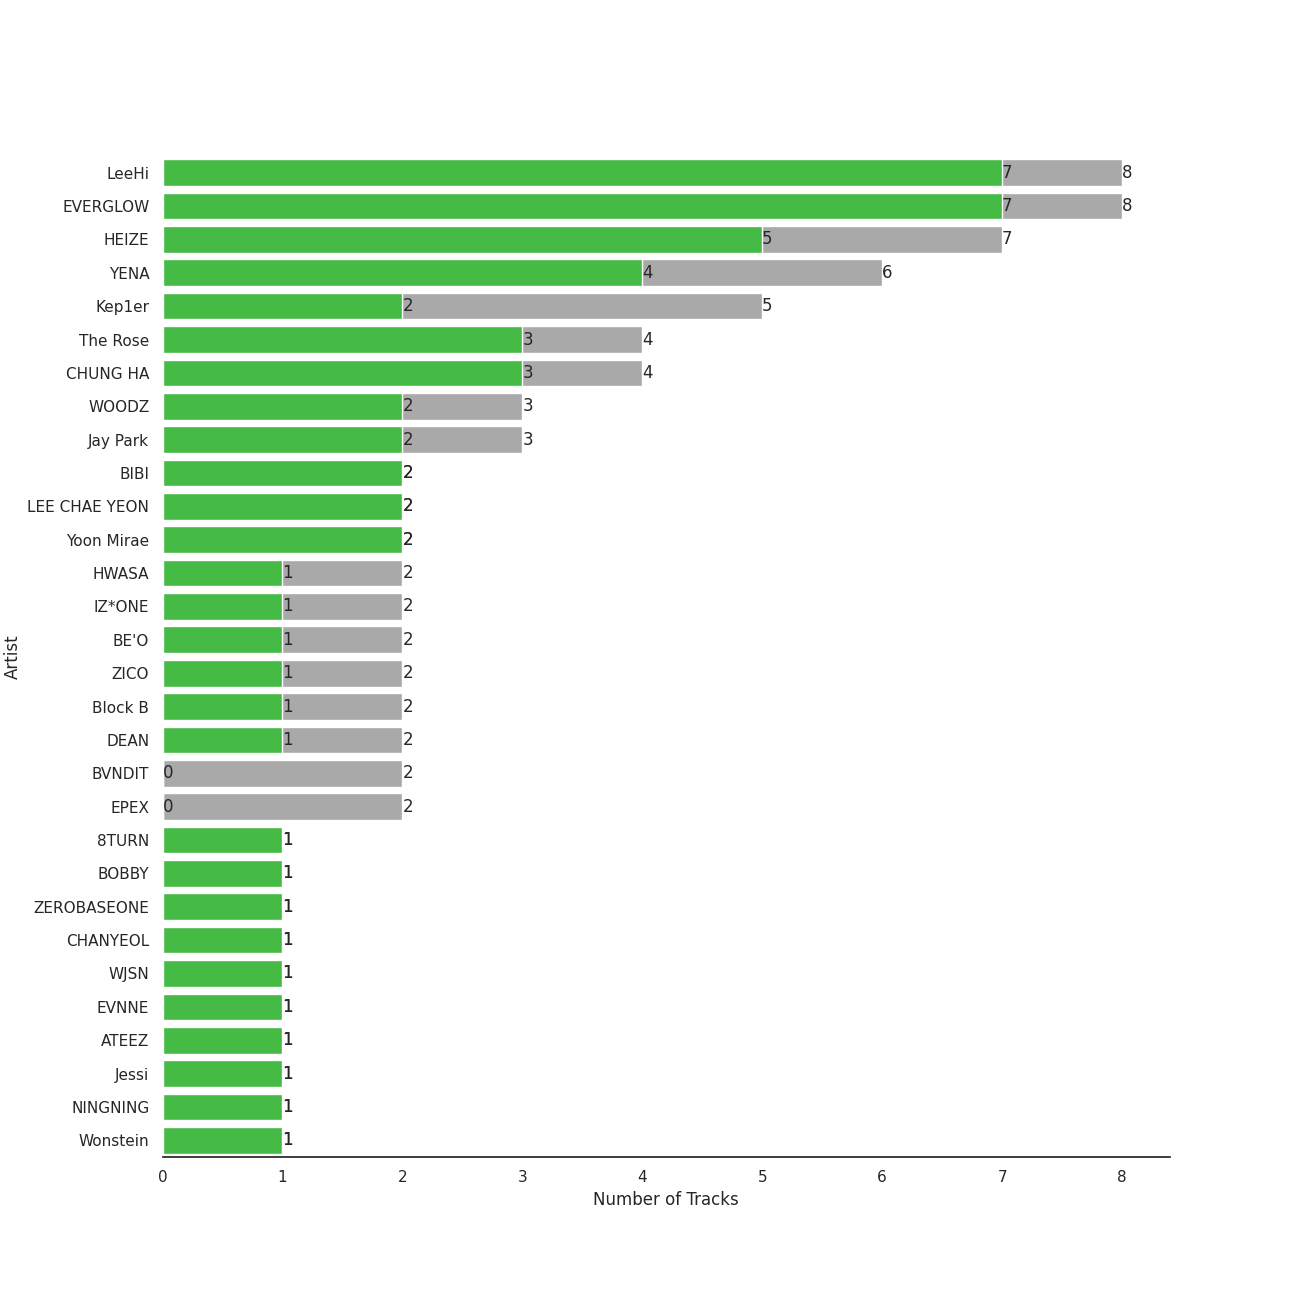 LeeHi 7 8
EVERGLOW 7 8
HEIZE 5 7
YENA 4 6
Kep1er 2 5
The Rose 3 4
CHUNG HA 3 4
WOODZ 2 3
Jay Park 2 3
BIBI 2
LEE CHAE YEON 2
Yoon Mirae 2
HWASA 1 2
IZ*ONE 1 2
BE'O 1 2
ZICO 1 2
Block B 1 2
DEAN 1 2
BVNDIT 0 2
EPEX 0 2
8TURN 1
BOBBY 1
ZEROBASEONE 1
CHANYEOL 1
WJSN 1
EVNNE 1
ATEEZ 1
Jessi 1
NINGNING 1
Wonstein 1
0 1 2 3 4 5 6 7 8
Number of Tracks
Artist